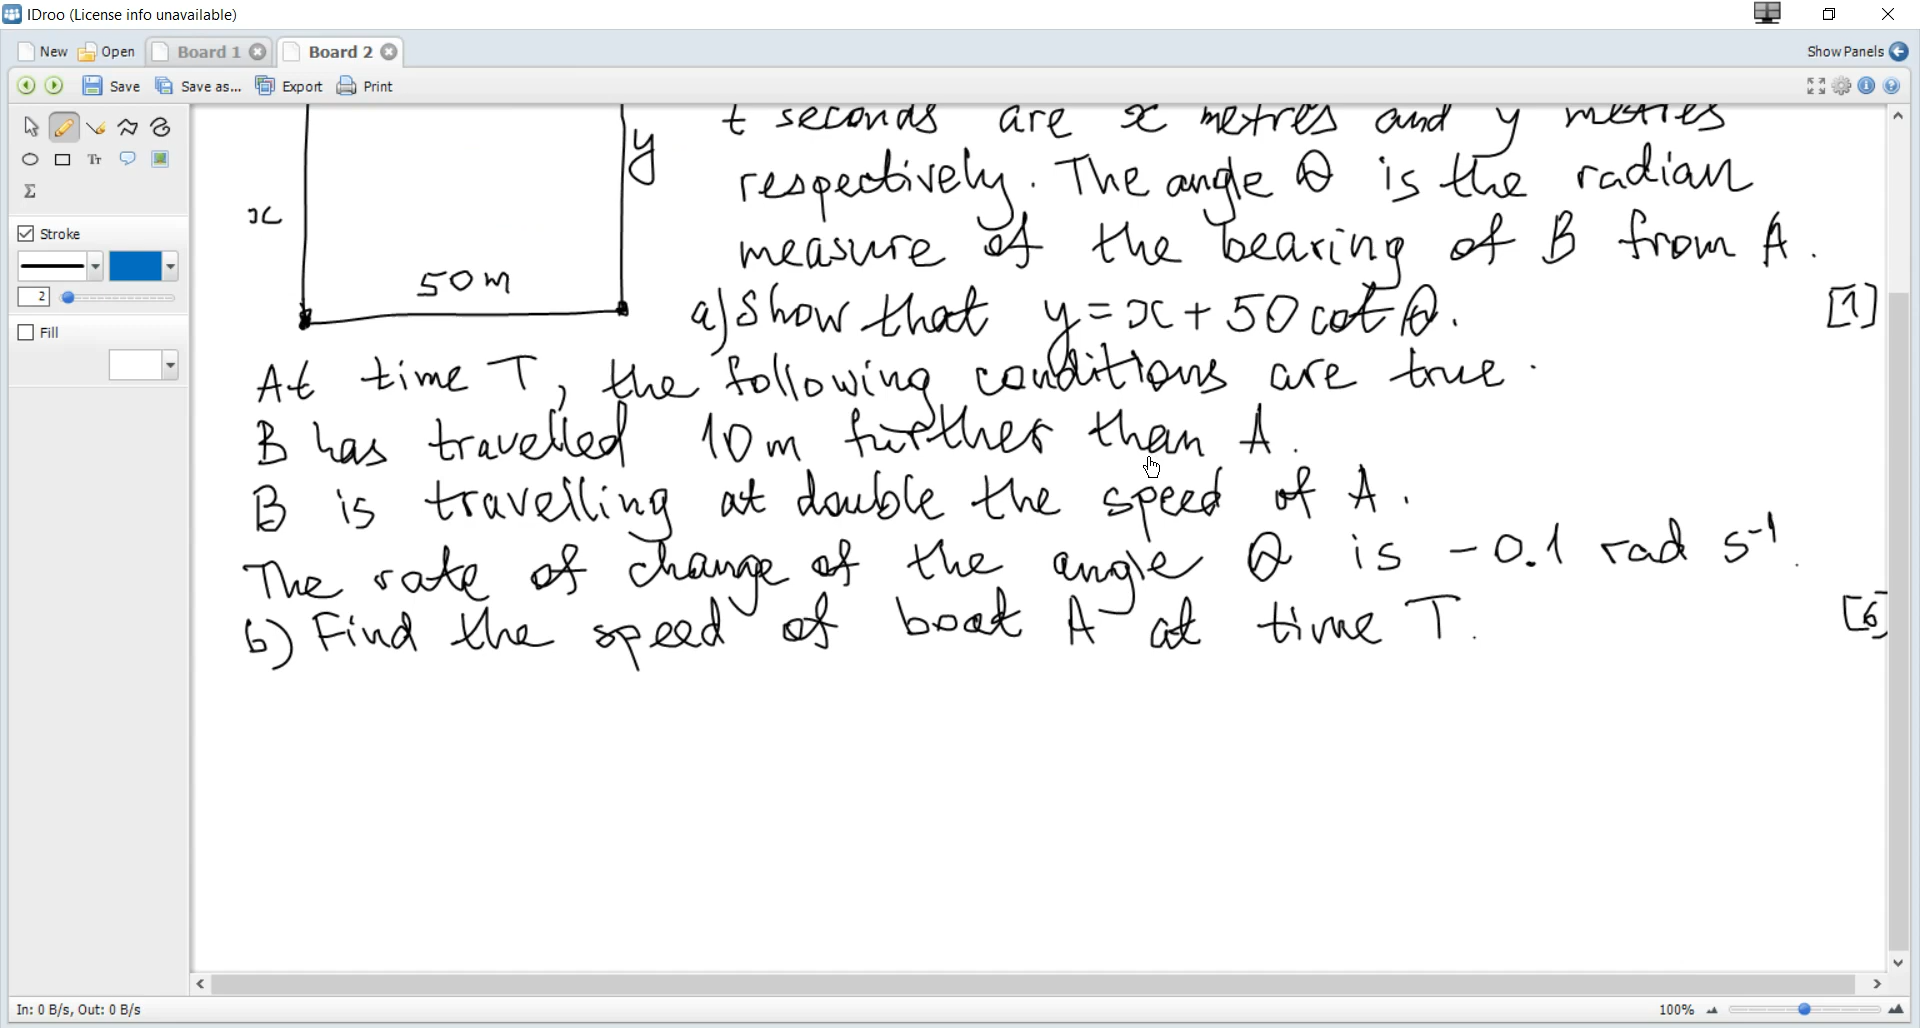 IDroo (License info unavailable)
New Open Board 1 Board 2 Show Panels
Save Save as... Export Print
Tт
Σ
Stroke
2
Fill
t seconds are x metres and y metres
y
respectively. The angle θ is the radian
x
measure of the bearing of B from A.
50 m
a) Show that y = x + 50 cot θ. [1]
At time T, the following conditions are true.
B has travelled 10m further than A.
B is travelling at double the speed of A.
The rate of change of the angle θ is -0.1 rad s⁻¹.
b) Find the speed of boat A at time T. [6]
In: 0 B/s, Out: 0 B/s 100%